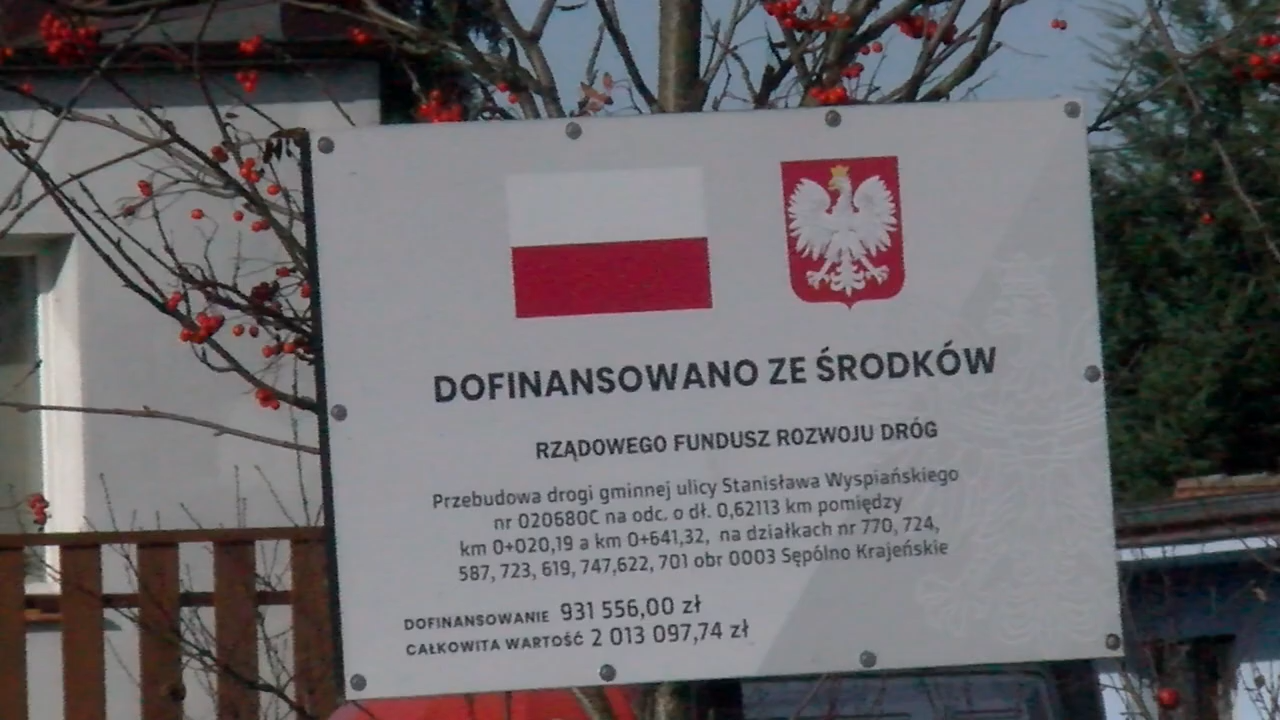 DOFINANSOWANO ZE ŚRODKÓW
RZĄDOWEGO FUNDUSZ ROZWOJU DRÓG
Przebudowa drogi gminnej ulicy Stanisława Wyspiańskiego
nr 020680C na odc. o dł. 0,62113 km pomiędzy
km 0+020,19 a km 0+641,32, na działkach nr 770, 724,
587, 723, 619, 747,622, 701 obr 0003 Sępólno Krajeńskie
DOFINANSOWANIE 931 556,00 zł
CAŁKOWITA WARTOŚĆ 2 013 097,74 zł